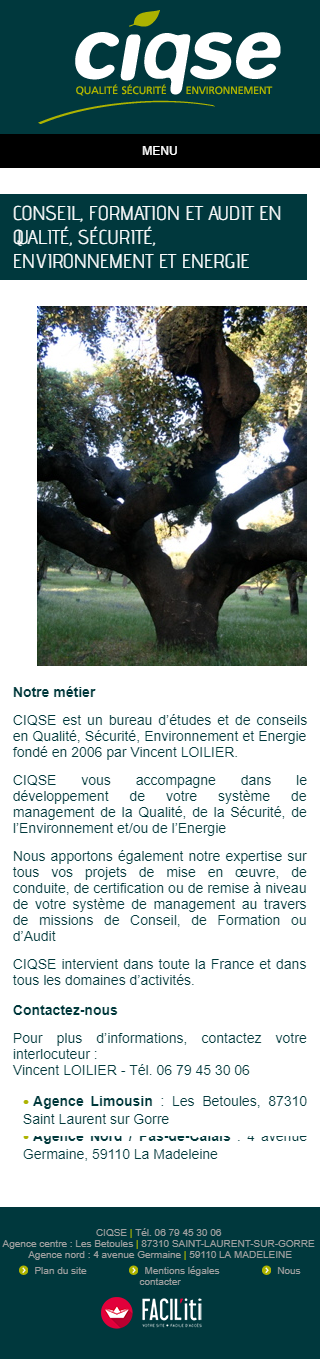 ciqse
QUALITÉ SÉCURITÉ ENVIRONNEMENT
MENU
CONSEIL, FORMATION ET AUDIT EN
QUALITÉ, SÉCURITÉ,
ENVIRONNEMENT ET ENERGIE
Notre métier
CIQSE est un bureau d'études et de conseils
en Qualité, Sécurité, Environnement et Energie
fondé en 2006 par Vincent LOILIER.
CIQSE vous accompagne dans le
développement de votre système de
management de la Qualité, de la Sécurité, de
l'Environnement et/ou de l'Energie
Nous apportons également notre expertise sur
tous vos projets de mise en œuvre, de
conduite, de certification ou de remise à niveau
de votre système de management au travers
de missions de Conseil, de Formation ou
d'Audit
CIQSE intervient dans toute la France et dans
tous les domaines d'activités.
Contactez-nous
Pour plus d'informations, contactez votre
interlocuteur :
Vincent LOILIER - Tél. 06 79 45 30 06
• Agence Limousin : Les Betoules, 87310
Saint Laurent sur Gorre
• Agence Nord / Pas-de-Calais : 4 avenue
Germaine, 59110 La Madeleine
CIQSE | Tél. 06 79 45 30 06
Agence centre : Les Betoules | 87310 SAINT-LAURENT-SUR-GORRE
Agence nord : 4 avenue Germaine | 59110 LA MADELEINE
Plan du site Mentions légales Nous
contacter
FACIL'iti
VOTRE SITE + FACILE D'ACCÈS